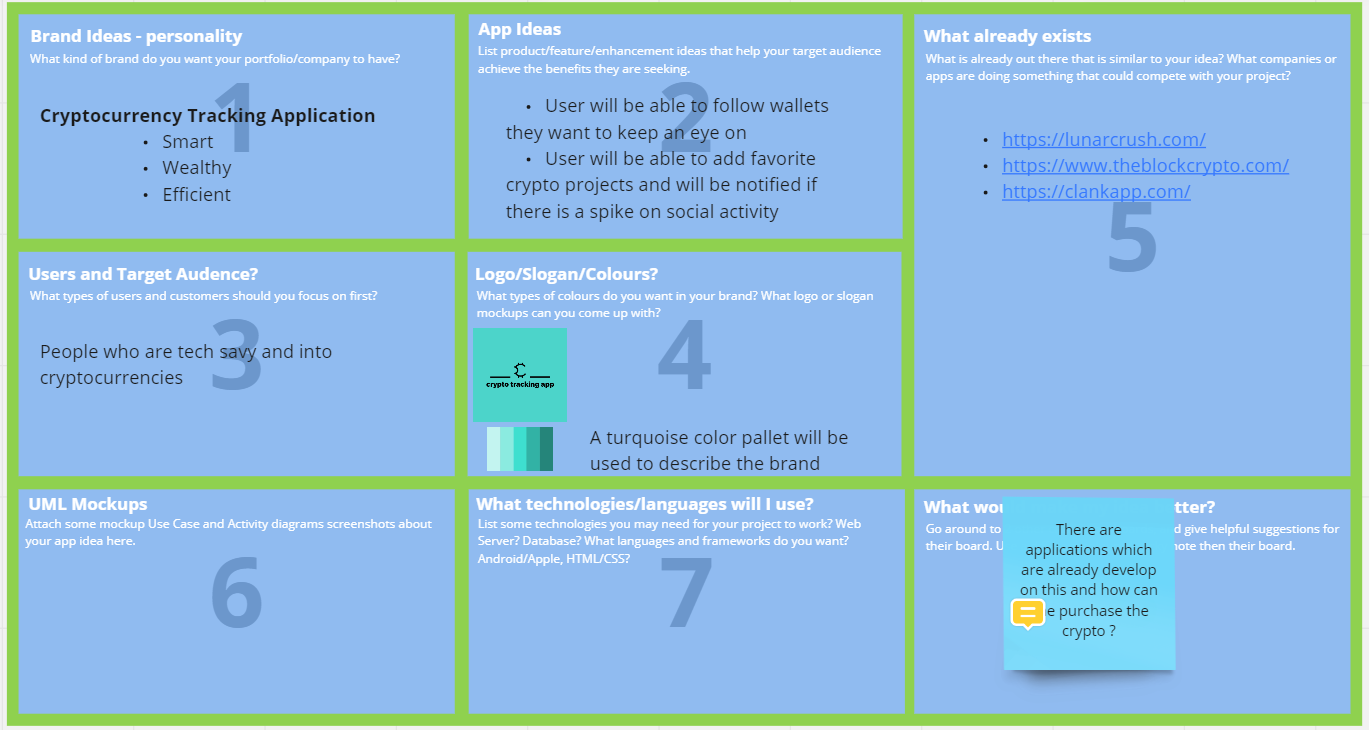 Brand Ideas - personality
What kind of brand do you want your portfolio/company to have?
1
Cryptocurrency Tracking Application
• Smart
• Wealthy
• Efficient
App Ideas
List product/feature/enhancement ideas that help your target audience
achieve the benefits they are seeking.
2
• User will be able to follow wallets
they want to keep an eye on
• User will be able to add favorite
crypto projects and will be notified if
there is a spike on social activity
What already exists
What is already out there that is similar to your idea? What companies or
apps are doing something that could compete with your project?
• https://lunarcrush.com/
• https://www.theblockcrypto.com/
• https://clankapp.com/
5
Users and Target Audence?
What types of users and customers should you focus on first?
3
People who are tech savy and into
cryptocurrencies
Logo/Slogan/Colours?
What types of colours do you want in your brand? What logo or slogan
mockups can you come up with?
4
crypto tracking app
A turquoise color pallet will be
used to describe the brand
UML Mockups
Attach some mockup Use Case and Activity diagrams screenshots about
your app idea here.
6
What technologies/languages will I use?
List some technologies you may need for your project to work? Web
Server? Database? What languages and frameworks do you want?
Android/Apple, HTML/CSS?
7
What tter?
Go around to give helpful suggestions for
their board. note then their board.
There are
applications which
are already develop
on this and how can
purchase the
crypto ?